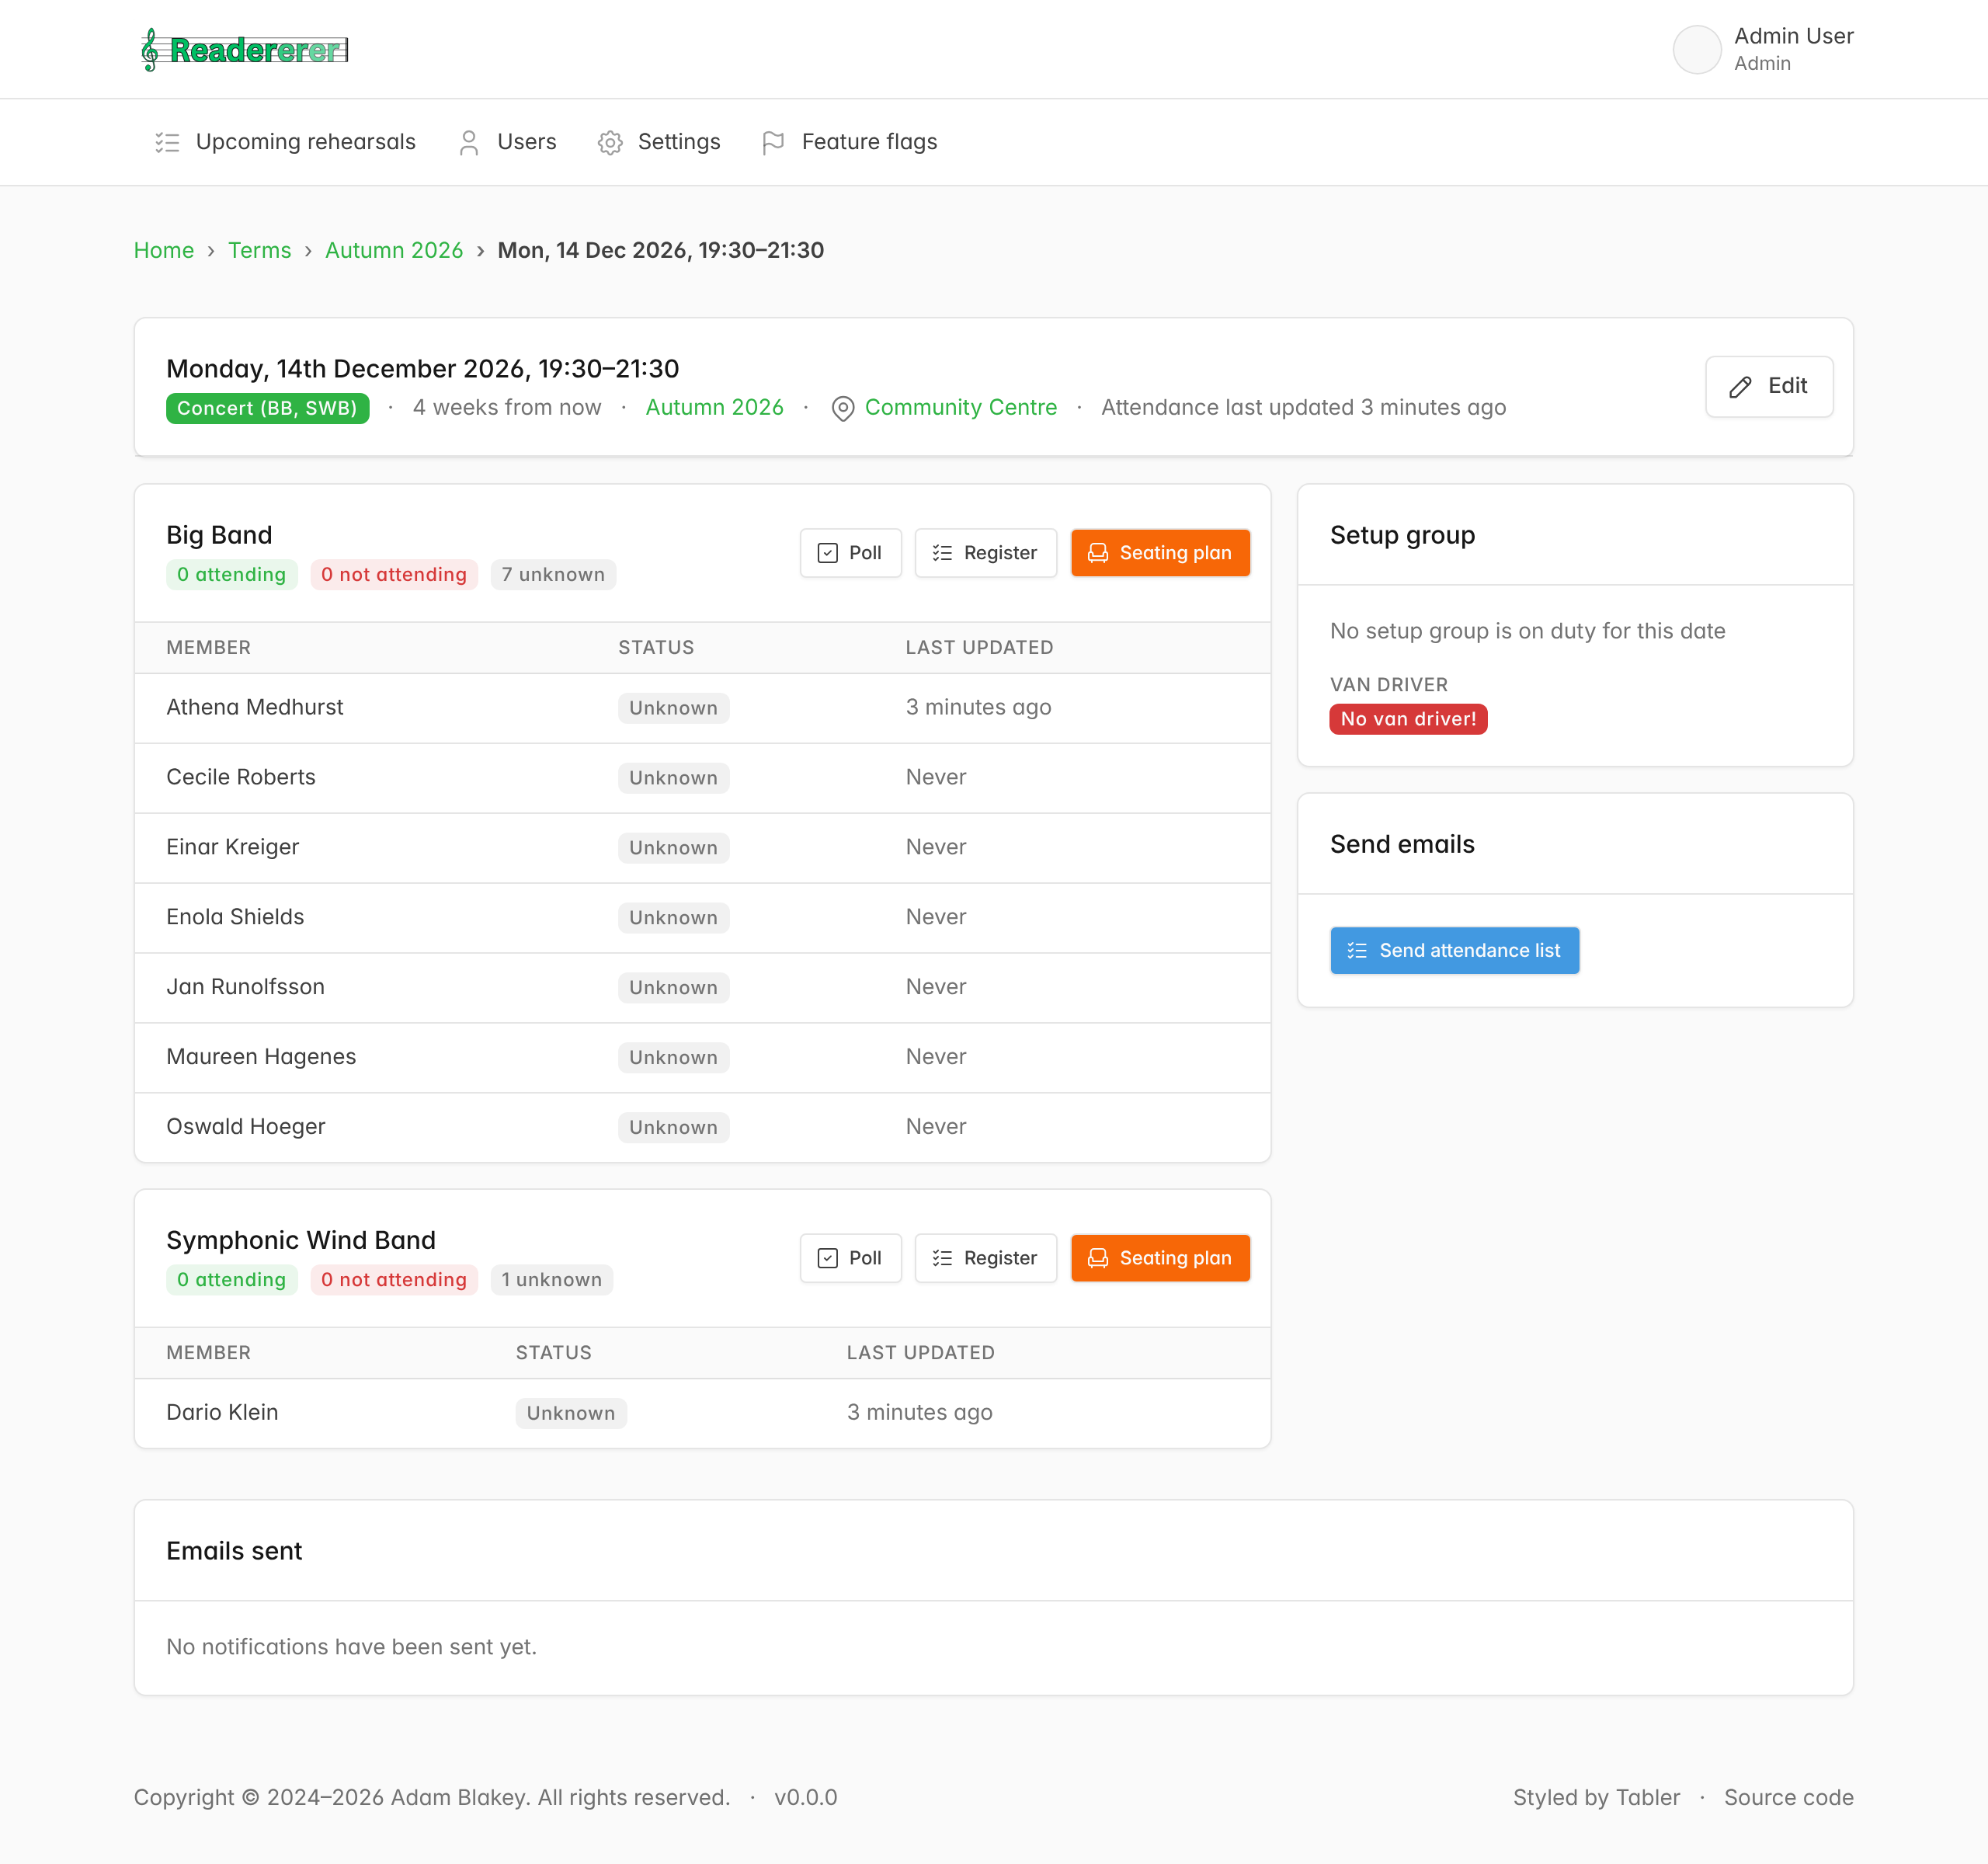 Readererer
Admin User
Admin
Upcoming rehearsals Users Settings Feature flags
Home › Terms › Autumn 2026 › Mon, 14 Dec 2026, 19:30–21:30
Monday, 14th December 2026, 19:30–21:30
Concert (BB, SWB) · 4 weeks from now · Autumn 2026 · Community Centre · Attendance last updated 3 minutes ago
Edit
Big Band
0 attending 0 not attending 7 unknown
Poll Register Seating plan
MEMBER STATUS LAST UPDATED
Athena Medhurst Unknown 3 minutes ago
Cecile Roberts Unknown Never
Einar Kreiger Unknown Never
Enola Shields Unknown Never
Jan Runolfsson Unknown Never
Maureen Hagenes Unknown Never
Oswald Hoeger Unknown Never
Setup group
No setup group is on duty for this date
VAN DRIVER
No van driver!
Send emails
Send attendance list
Symphonic Wind Band
0 attending 0 not attending 1 unknown
Poll Register Seating plan
MEMBER STATUS LAST UPDATED
Dario Klein Unknown 3 minutes ago
Emails sent
No notifications have been sent yet.
Copyright © 2024–2026 Adam Blakey. All rights reserved. · v0.0.0
Styled by Tabler · Source code